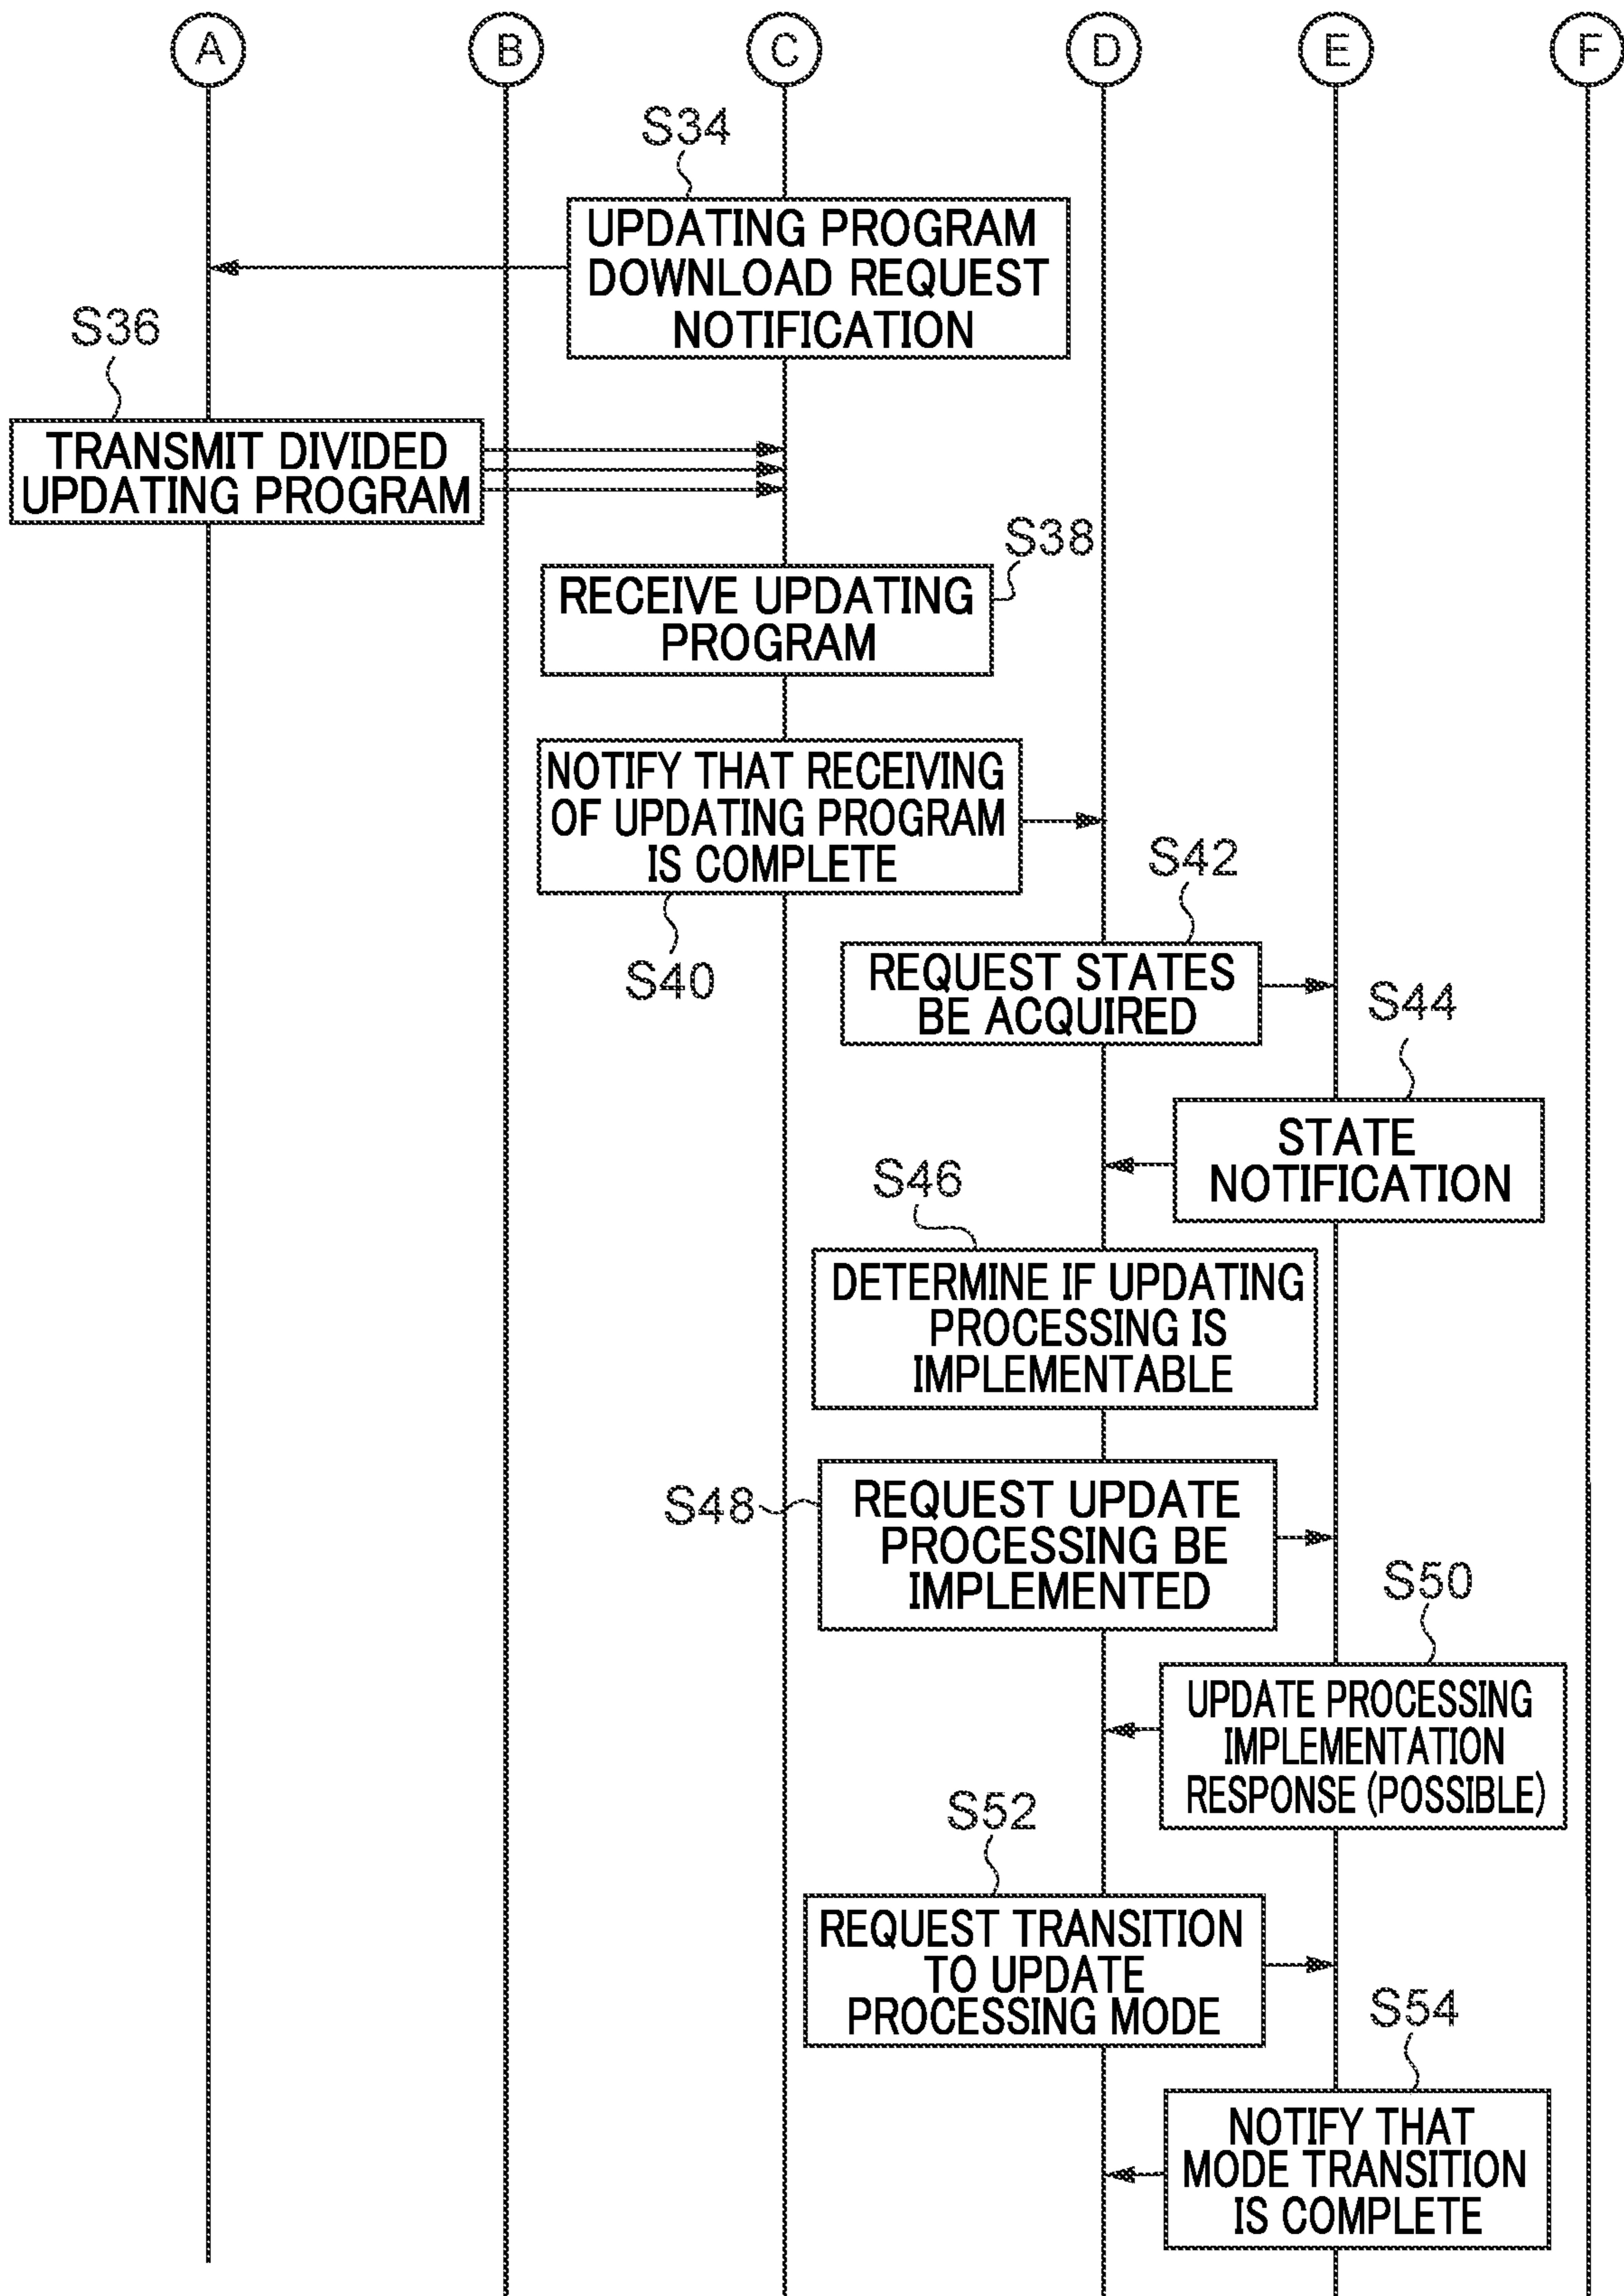 A B C D E F
S34
UPDATING PROGRAM
DOWNLOAD REQUEST
NOTIFICATION
S36
TRANSMIT DIVIDED
UPDATING PROGRAM
S38
RECEIVE UPDATING
PROGRAM
NOTIFY THAT RECEIVING
OF UPDATING PROGRAM
IS COMPLETE
S40
S42
REQUEST STATES
BE ACQUIRED
S44
STATE
NOTIFICATION
S46
DETERMINE IF UPDATING
PROCESSING IS
IMPLEMENTABLE
S48
REQUEST UPDATE
PROCESSING BE
IMPLEMENTED
S50
UPDATE PROCESSING
IMPLEMENTATION
RESPONSE (POSSIBLE)
S52
REQUEST TRANSITION
TO UPDATE
PROCESSING MODE
S54
NOTIFY THAT
MODE TRANSITION
IS COMPLETE